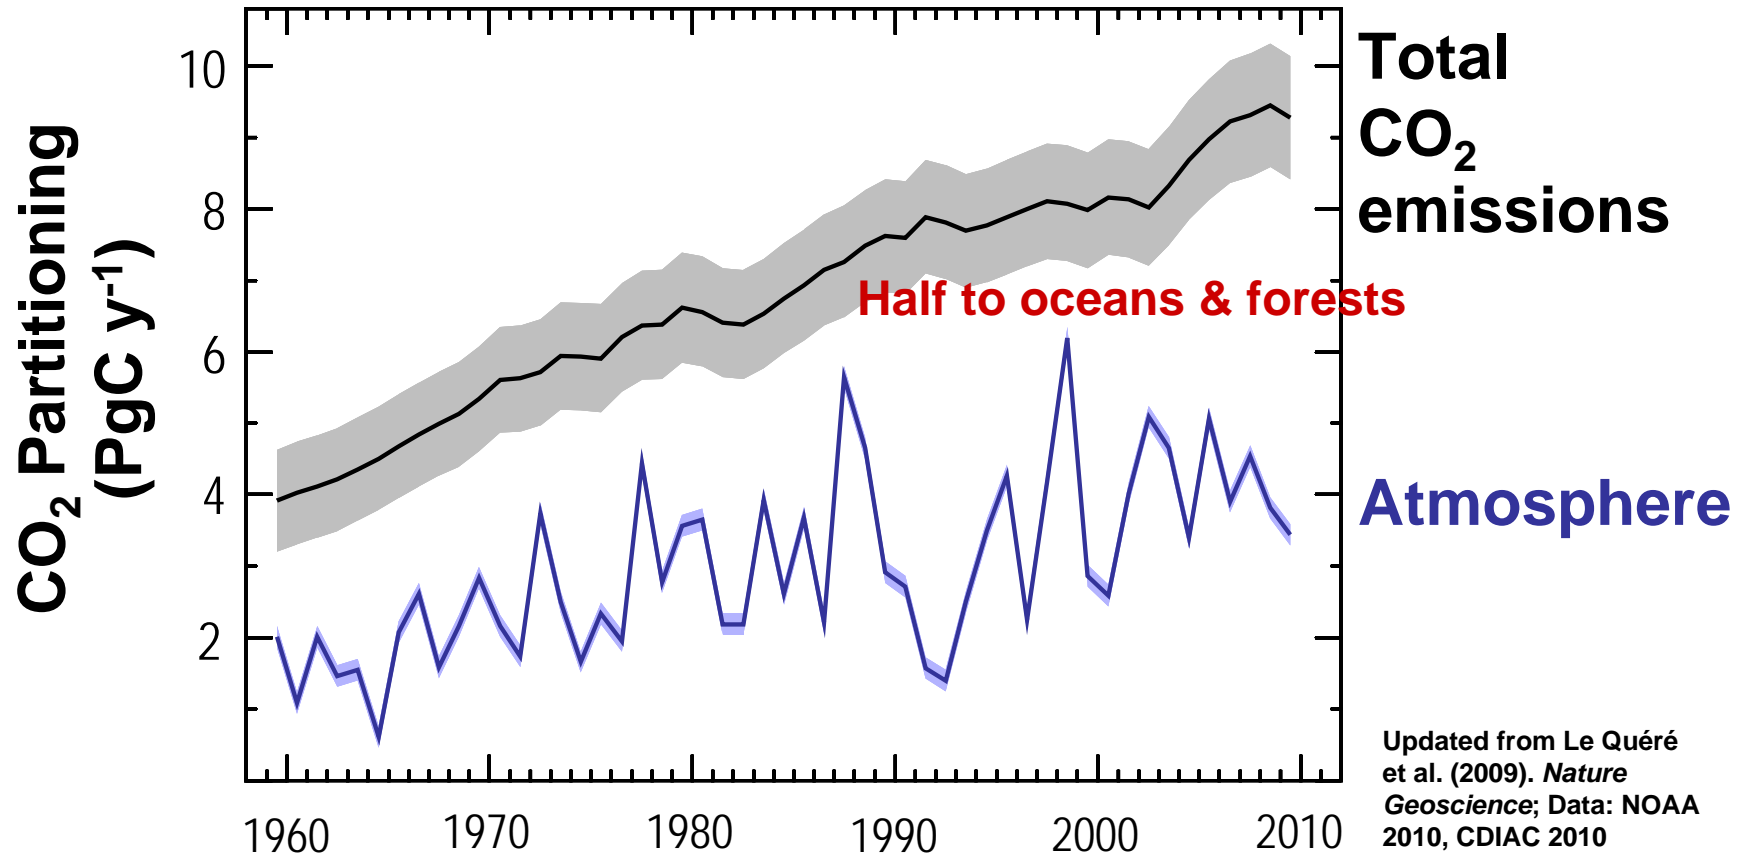 CO₂ Partitioning
(PgC y⁻¹)
10
8
6
4
2
1960 1970 1980 1990 2000 2010
Total
CO₂
emissions
Half to oceans & forests
Atmosphere
Updated from Le Quéré
et al. (2009). Nature
Geoscience; Data: NOAA
2010, CDIAC 2010